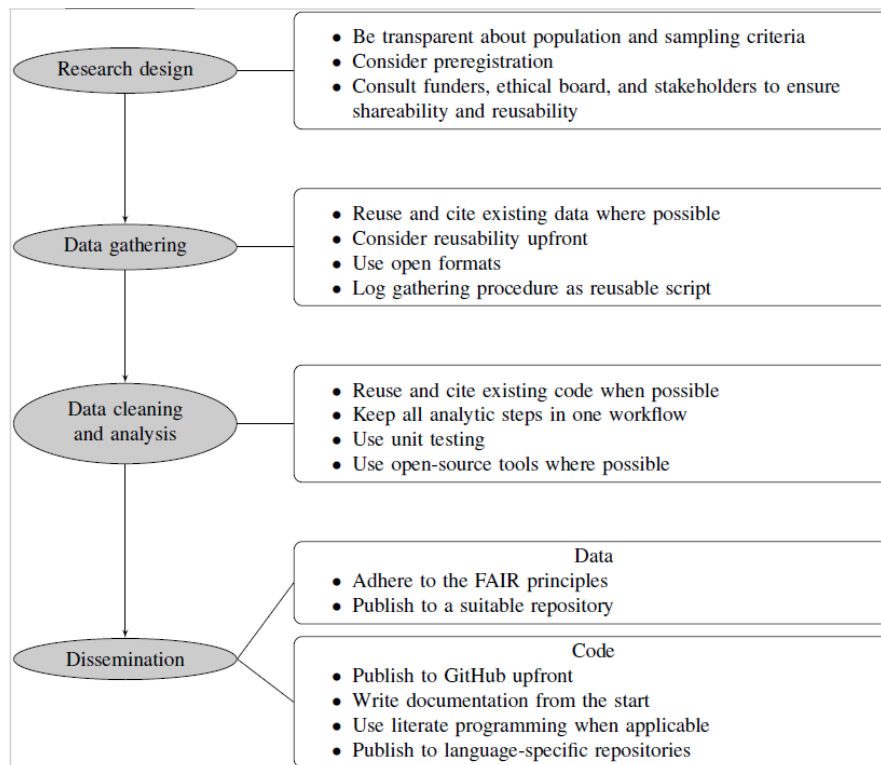 Research design
• Be transparent about population and sampling criteria
• Consider preregistration
• Consult funders, ethical board, and stakeholders to ensure
shareability and reusability
Data gathering
• Reuse and cite existing data where possible
• Consider reusability upfront
• Use open formats
• Log gathering procedure as reusable script
Data cleaning
and analysis
• Reuse and cite existing code when possible
• Keep all analytic steps in one workflow
• Use unit testing
• Use open-source tools where possible
Dissemination
Data
• Adhere to the FAIR principles
• Publish to a suitable repository
Code
• Publish to GitHub upfront
• Write documentation from the start
• Use literate programming when applicable
• Publish to language-specific repositories